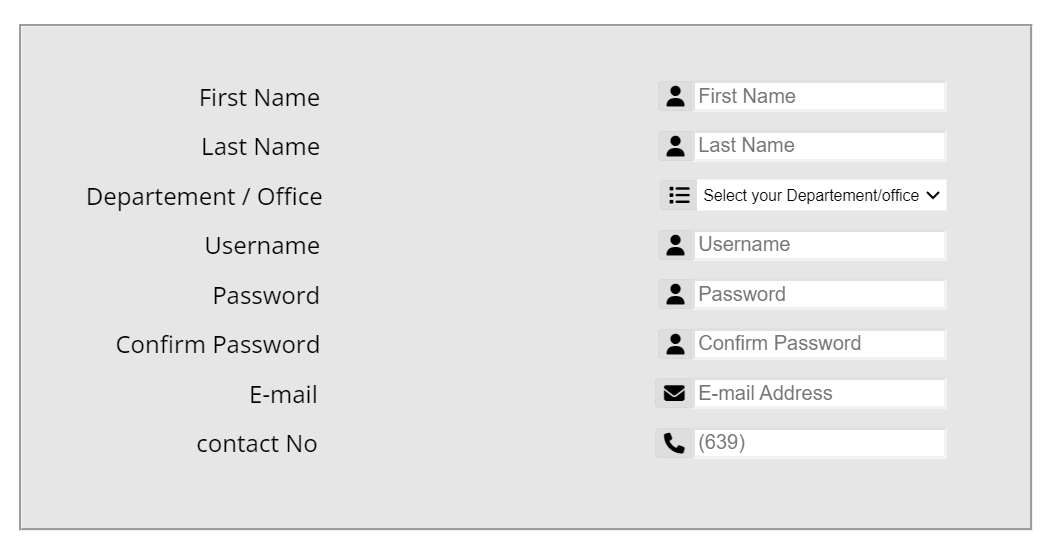 First Name First Name
Last Name Last Name
Departement / Office Select your Departement/office
Username Username
Password Password
Confirm Password Confirm Password
E-mail E-mail Address
contact No (639)